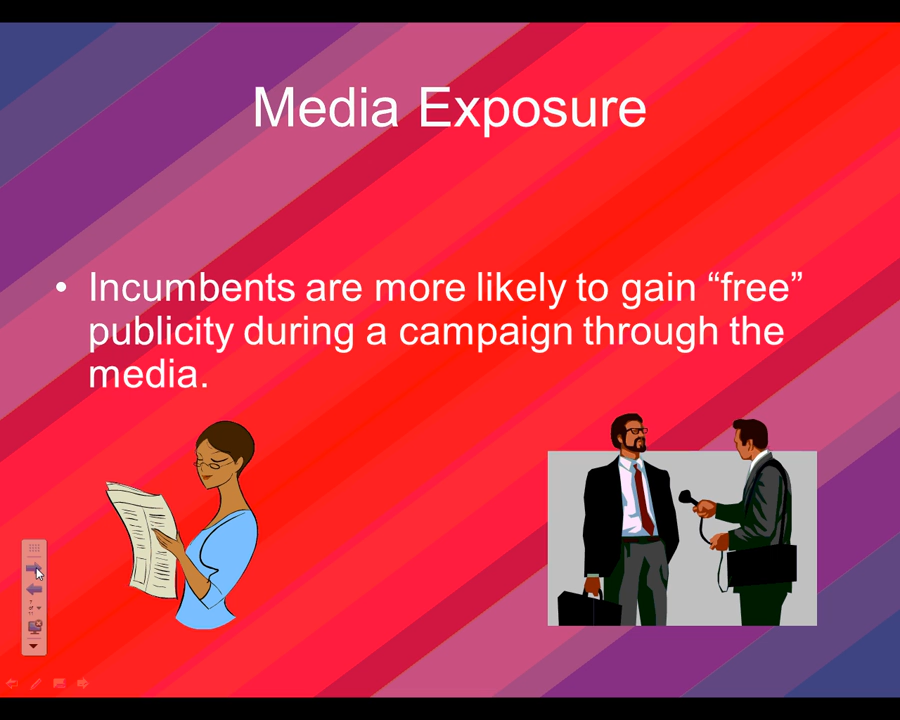 Media Exposure
• Incumbents are more likely to gain “free”
publicity during a campaign through the
media.